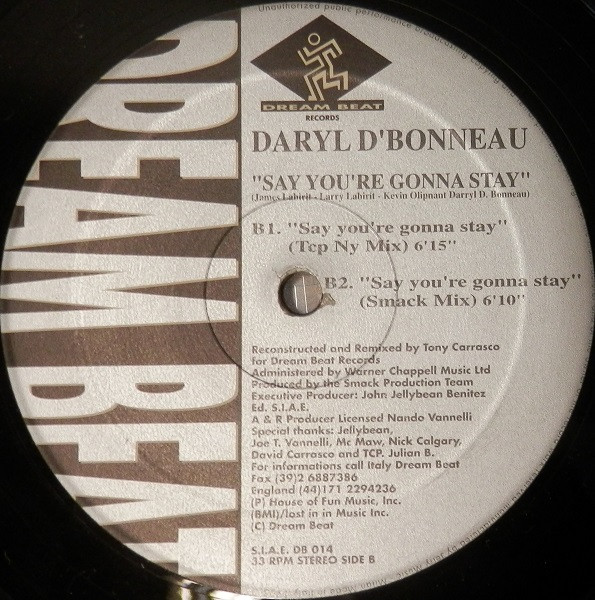 Unauthorized public performance broadcasting
DREAM BEAT
DREAM BEAT
RECORDS
DARYL D'BONNEAU
"SAY YOU'RE GONNA STAY"
(James Labirit - Larry Labirit - Kevin Olipnant Darryl D. Bonneau)
B1. "Say you're gonna stay"
(Tcp Ny Mix) 6'15"
B2. "Say you're gonna stay"
(Smack Mix) 6'10"
Reconstructed and Remixed by Tony Carrasco
for Dream Beat Records
Administered by Warner Chappell Music Ltd
Produced by the Smack Production Team
Executive Producer: John Jellybean Benitez
Ed. S.I.A.E.
A & R Producer Licensed Nando Vannelli
Special thanks: Jellybean,
Joe T. Vannelli, Mc Maw, Nick Calgary,
David Carrasco and TCP. Julian B.
For informations call Italy Dream Beat
Fax (39)2 6887386
England (44)171 2294236
(P) House of Fun Music, Inc.
(BMI)/lost in in Music Inc.
(C) Dream Beat
S.I.A.E. DB 014
33 RPM STEREO SIDE B